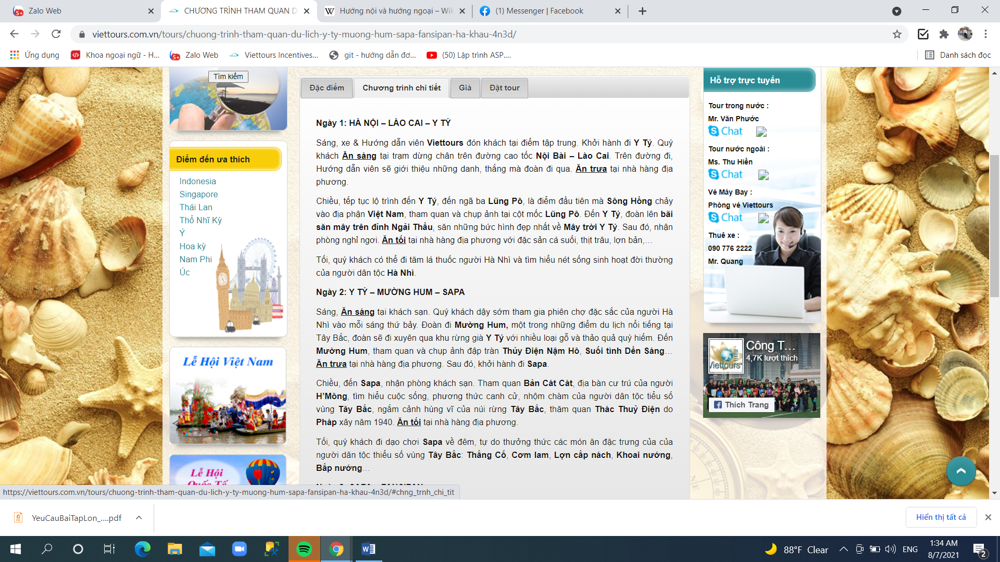 Zalo Web
CHƯƠNG TRÌNH THAM QUAN D
Hướng nội và hướng ngoại – Wik
(1) Messenger | Facebook
viettours.com.vn/tours/chuong-trinh-tham-quan-du-lich-y-ty-muong-hum-sapa-fansipan-ha-khau-4n3d/
Ứng dụng
Khoa ngoại ngữ - H...
Zalo Web
Viettours Incentives...
git - hướng dẫn đơ...
(50) Lập trình ASP....
Danh sách đọc
Tìm kiếm
Điểm đến ưa thích
Indonesia
Singapore
Thái Lan
Thổ Nhĩ Kỳ
Ý
Hoa kỳ
Nam Phi
Úc
Lễ Hội Việt Nam
Lễ Hội
Quốc Tế
Đặc điểm
Chương trình chi tiết
Giá
Đặt tour
Ngày 1: HÀ NỘI – LÀO CAI – Y TÝ
Sáng, xe & Hướng dẫn viên Viettours đón khách tại điểm tập trung. Khởi hành đi Y Tý. Quý
khách Ăn sáng tại trạm dừng chân trên đường cao tốc Nội Bài – Lào Cai. Trên đường đi,
Hướng dẫn viên sẽ giới thiệu những danh, thắng mà đoàn đi qua. Ăn trưa tại nhà hàng địa
phương.
Chiều, tếp tục lộ trình đến Y Tý, đến ngã ba Lũng Pô, là điểm đầu tiên mà Sông Hồng chảy
vào địa phận Việt Nam, tham quan và chụp ảnh tại cột mốc Lũng Pô. Đến Y Tý, đoàn lên bãi
săn mây trên đỉnh Ngải Thầu, săn những bức hình đẹp nhất về Mây trời Y Tý. Sau đó, nhận
phòng nghỉ ngơi. Ăn tối tại nhà hàng địa phương với đặc sản cá suối, thịt trâu, lợn bản,...
Tối, quý khách có thể đi tăm lá thuốc người Hà Nhì và tìm hiểu nét sống sinh hoạt đời thường
của người dân tộc Hà Nhì.
Ngày 2: Y TÝ – MƯỜNG HUM – SAPA
Sáng, Ăn sáng tại khách sạn. Quý khách dậy sớm tham gia phiên chợ đặc sắc của người Hà
Nhì vào mỗi sáng thứ bảy. Đoàn đi Mường Hum, một trong những điểm du lịch nổi tiếng tại
Tây Bắc, đoàn sẽ đi xuyên qua khu rừng già Y Tý với nhiều loại gỗ và thảo quả quý hiếm. Đến
Mường Hum, tham quan và chụp ảnh đập tràn Thủy Điện Nậm Hô, Suối tình Dền Sáng...
Ăn trưa tại nhà hàng địa phương. Sau đó, khởi hành đi Sapa.
Chiều, đến Sapa, nhận phòng khách sạn. Tham quan Bản Cát Cát, địa bàn cư trú của người
H'Mông, tìm hiểu cuộc sống, phương thức canh cử, nhộm chàm của người dân tộc tiểu số
vùng Tây Bắc, ngắm cảnh hùng vĩ của núi rừng Tây Bắc, thăm quan Thác Thuỷ Điện do
Pháp xây năm 1940. Ăn tối tại nhà hàng địa phương.
Tối, quý khách đi dạo chơi Sapa về đêm, tự do thưởng thức các món ăn đặc trưng của của
người dân tộc thiểu số vùng Tây Bắc: Thắng Cố, Cơm lam, Lợn cắp nách, Khoai nướng,
Bắp nướng...
Hỗ trợ trực tuyến
Tour trong nước :
Mr. Văn Phước
Chat
Tour nước ngoài :
Ms. Thu Hiền
Chat
Vé Máy Bay :
Phòng vé Viettours
Chat
Thuê xe :
090 776 2222
Mr. Quang
Công T...
4,7K lượt thích
Viettours
Thích Trang
https://viettours.com.vn/tours/chuong-trinh-tham-quan-du-lich-y-ty-muong-hum-sapa-fansipan-ha-khau-4n3d/#chng_trnh_chi_tit
YeuCauBaiTapLon_....pdf
Hiển thị tất cả
88°F Clear
ENG
1:34 AM
8/7/2021
2